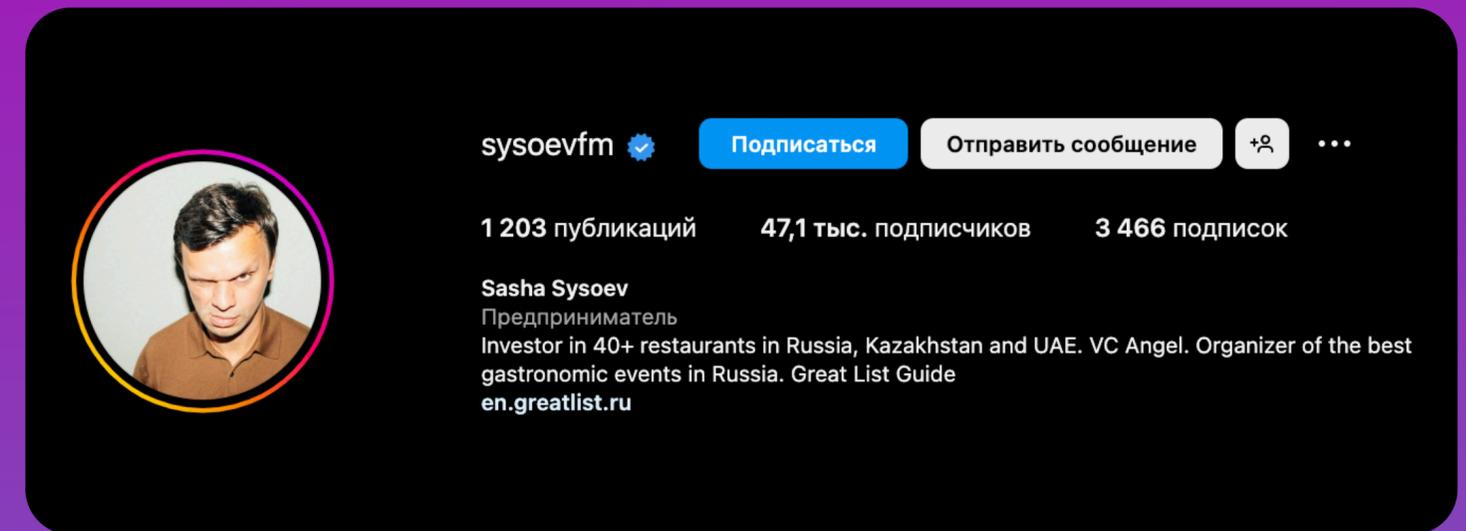 sysoevfm
Подписаться
Отправить сообщение
1 203 публикаций
47,1 тыс. подписчиков
3 466 подписок
Sasha Sysoev
Предприниматель
Investor in 40+ restaurants in Russia, Kazakhstan and UAE. VC Angel. Organizer of the best
gastronomic events in Russia. Great List Guide
en.greatlist.ru